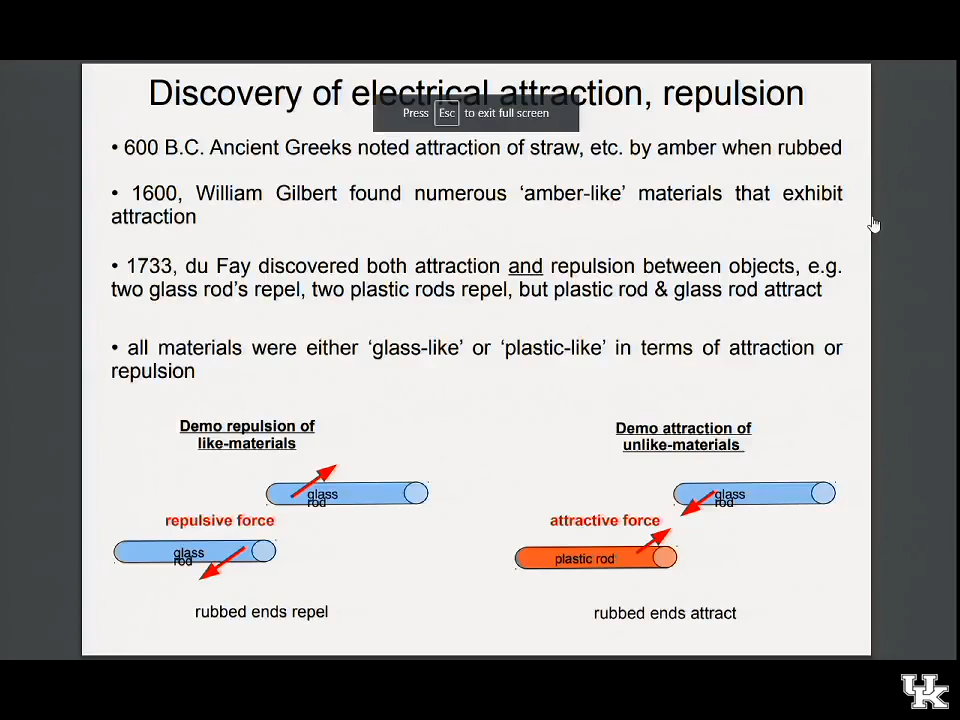 Discovery of electrical attraction, repulsion
Press Esc to exit full screen
• 600 B.C. Ancient Greeks noted attraction of straw, etc. by amber when rubbed
• 1600, William Gilbert found numerous ‘amber-like’ materials that exhibit
attraction
• 1733, du Fay discovered both attraction and repulsion between objects, e.g.
two glass rod’s repel, two plastic rods repel, but plastic rod & glass rod attract
• all materials were either ‘glass-like’ or ‘plastic-like’ in terms of attraction or
repulsion
Demo repulsion of
like-materials
glass
rod
repulsive force
glass
rod
rubbed ends repel
Demo attraction of
unlike-materials
glass
rod
attractive force
plastic rod
rubbed ends attract
UK